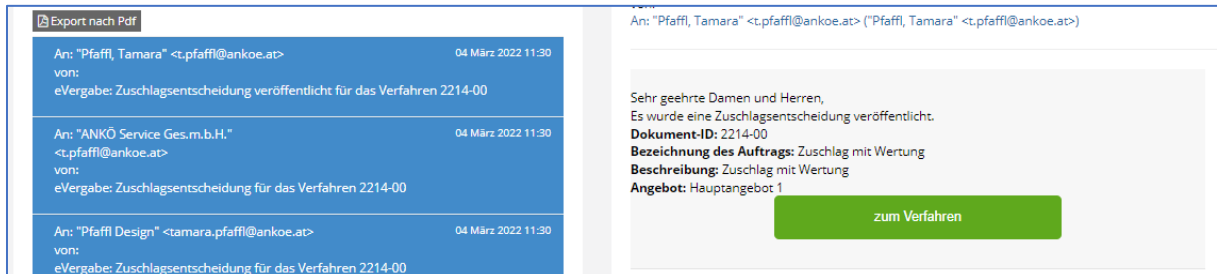 Export nach Pdf
An: "Pfaffl, Tamara" <t.pfaffl@ankoe.at>
04 März 2022 11:30
von:
eVergabe: Zuschlagsentscheidung veröffentlicht für das Verfahren 2214-00
An: "ANKÖ Service Ges.m.b.H."
04 März 2022 11:30
<t.pfaffl@ankoe.at>
von:
eVergabe: Zuschlagsentscheidung für das Verfahren 2214-00
An: "Pfaffl Design" <tamara.pfaffl@ankoe.at>
04 März 2022 11:30
von:
eVergabe: Zuschlagsentscheidung für das Verfahren 2214-00
von:
An: "Pfaffl, Tamara" <t.pfaffl@ankoe.at> ("Pfaffl, Tamara" <t.pfaffl@ankoe.at>)
Sehr geehrte Damen und Herren,
Es wurde eine Zuschlagsentscheidung veröffentlicht.
Dokument-ID: 2214-00
Bezeichnung des Auftrags: Zuschlag mit Wertung
Beschreibung: Zuschlag mit Wertung
Angebot: Hauptangebot 1
zum Verfahren